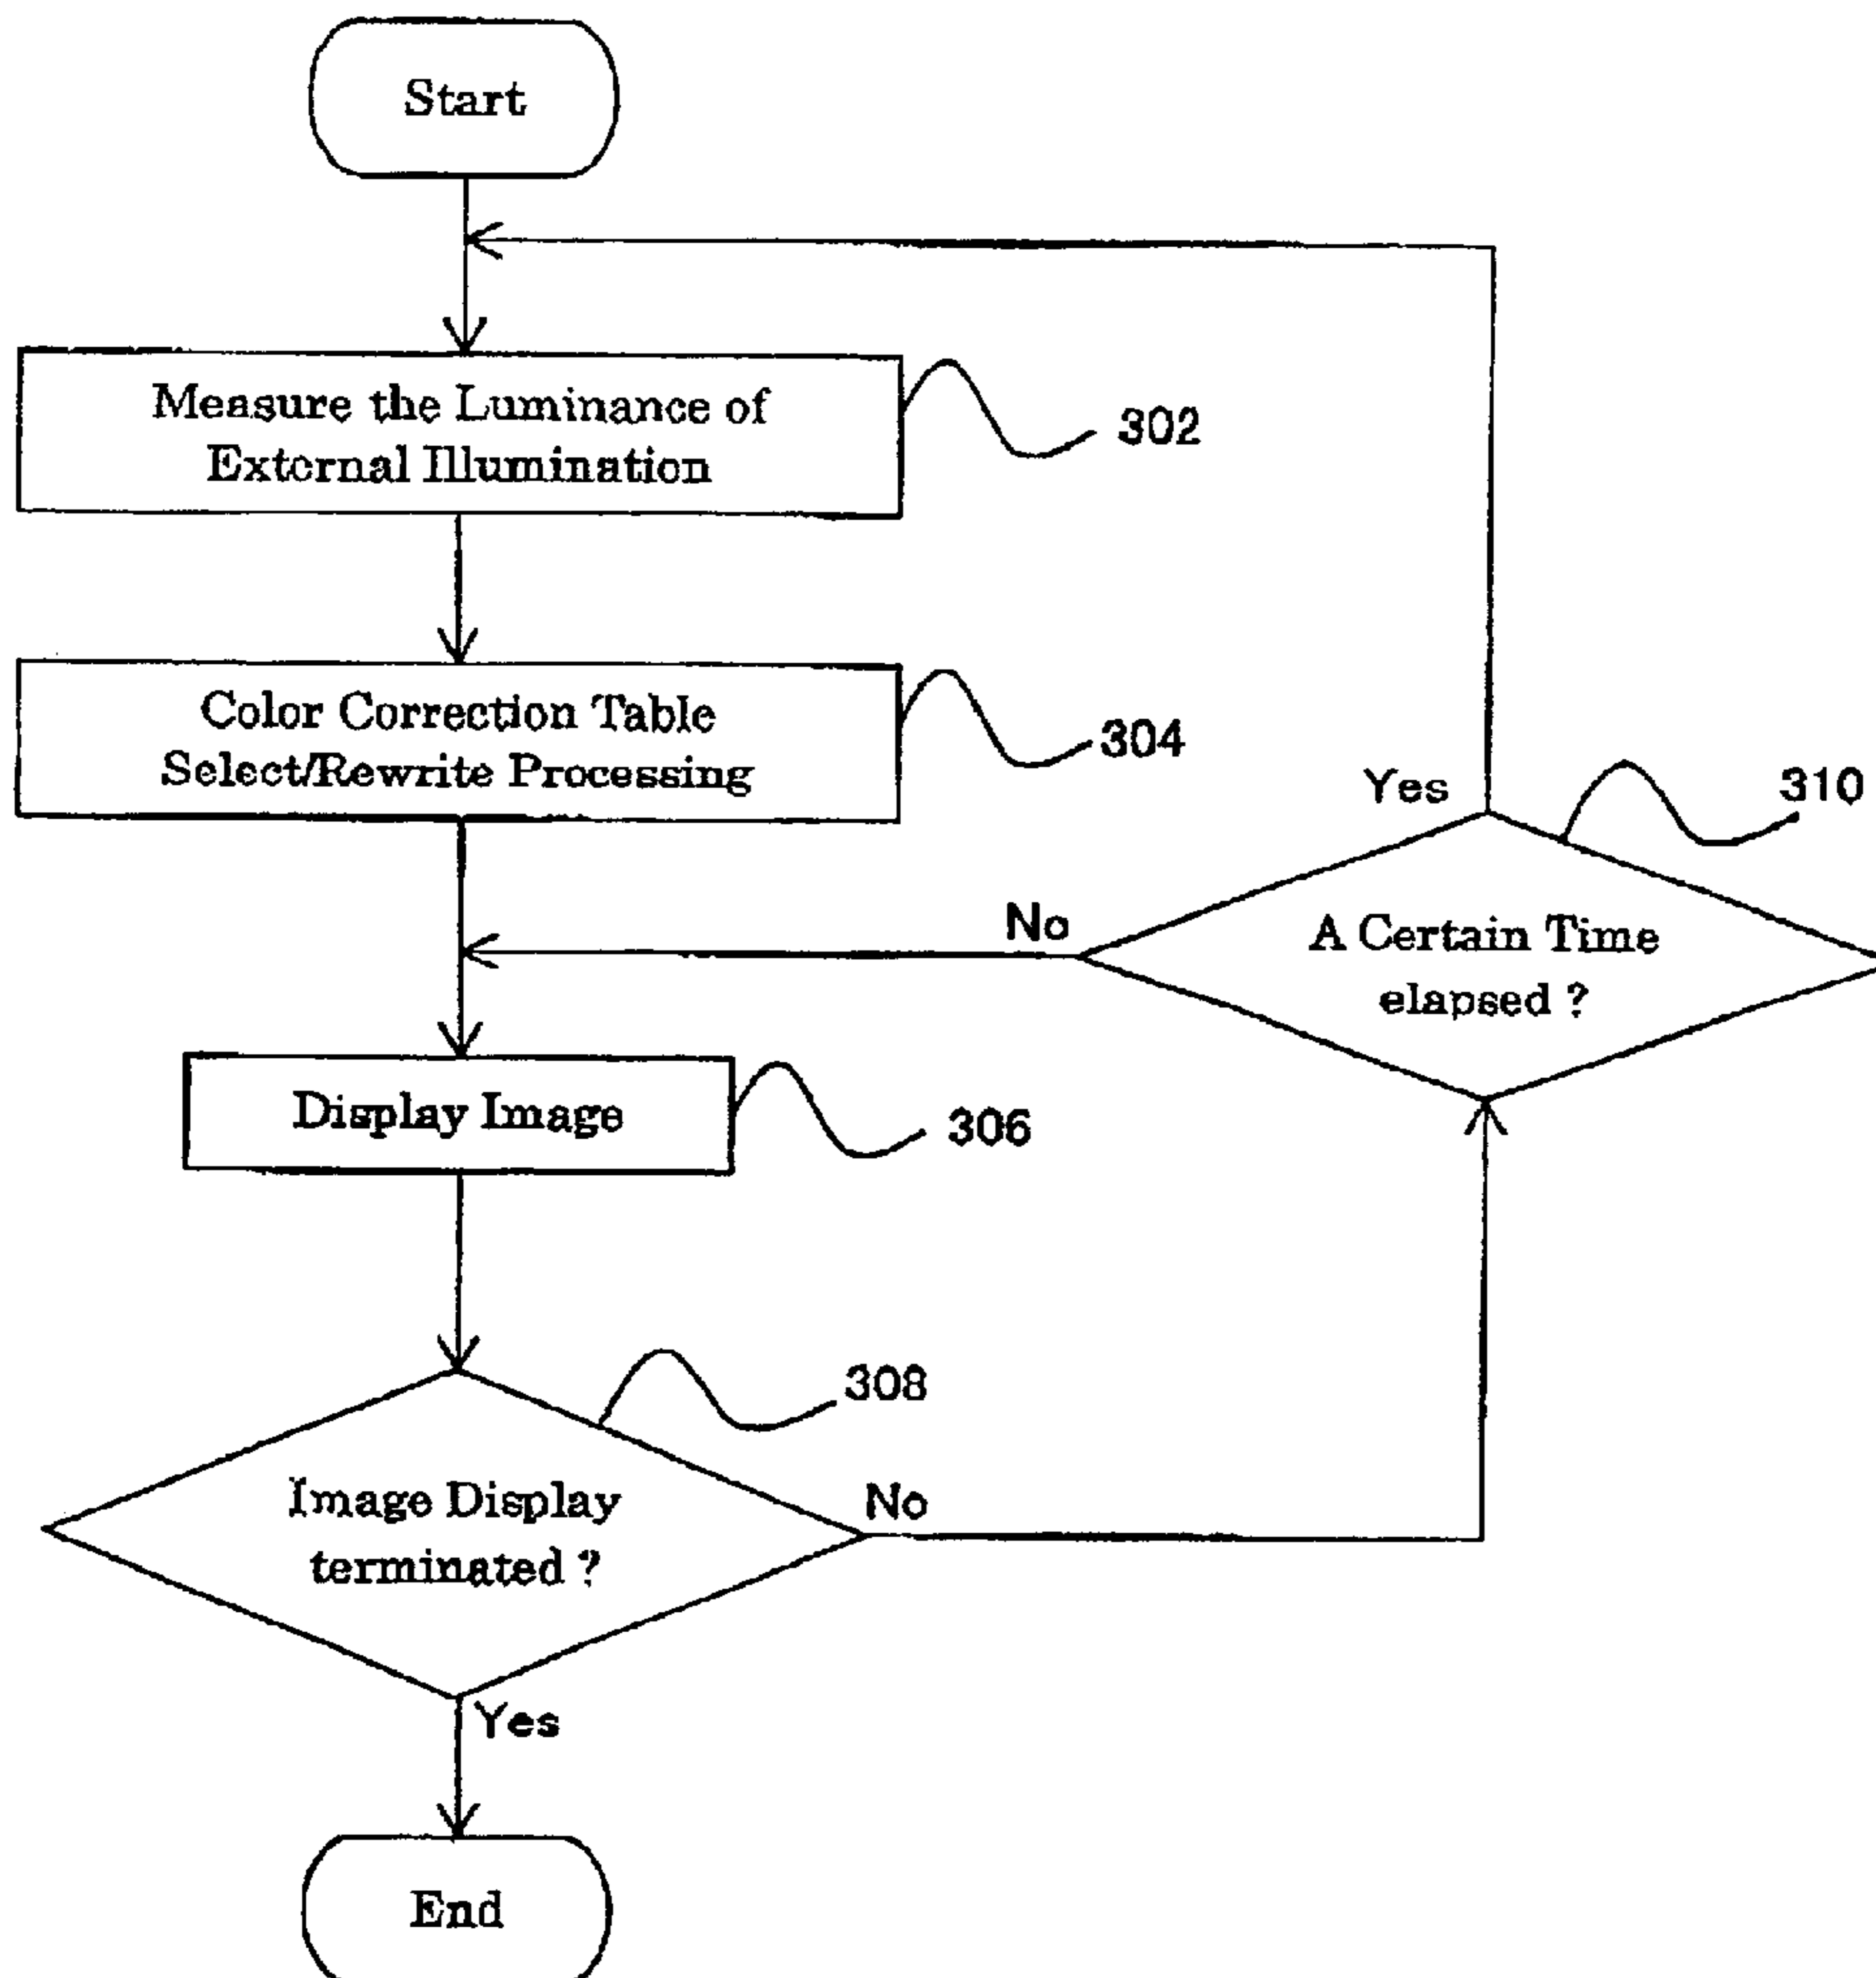 Start
Measure the Luminance of
External Illumination
302
Color Correction Table
Select/Rewrite Processing
304
Yes
310
No
A Certain Time
elapsed ?
Display Image
306
308
Image Display
terminated ?
No
Yes
End